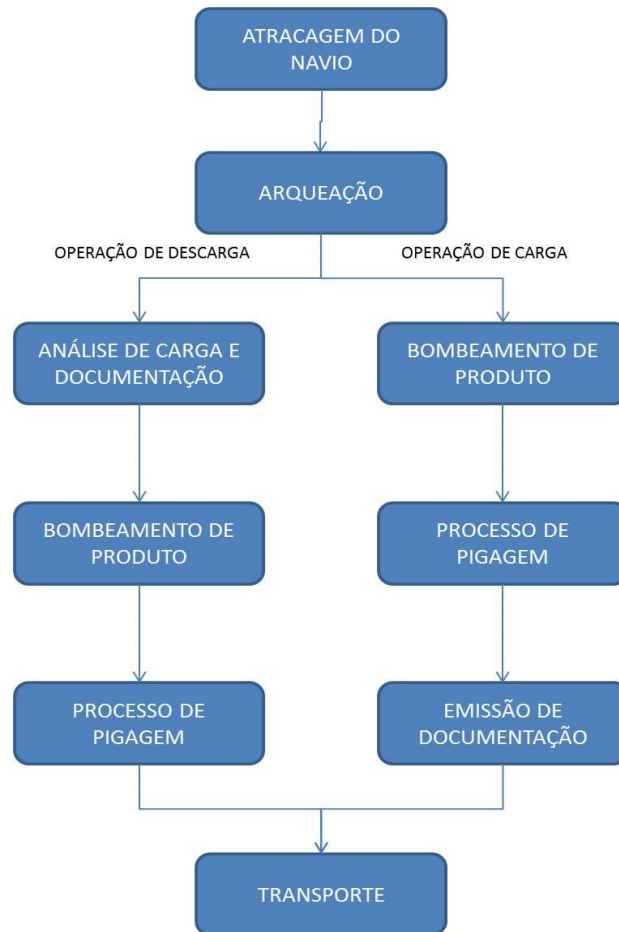 ATRACAGEM DO
NAVIO
ARQUEAÇÃO
OPERAÇÃO DE DESCARGA
OPERAÇÃO DE CARGA
ANÁLISE DE CARGA E
DOCUMENTAÇÃO
BOMBEAMENTO DE
PRODUTO
BOMBEAMENTO DE
PRODUTO
PROCESSO DE
PIGAGEM
PROCESSO DE
PIGAGEM
EMISSÃO DE
DOCUMENTAÇÃO
TRANSPORTE